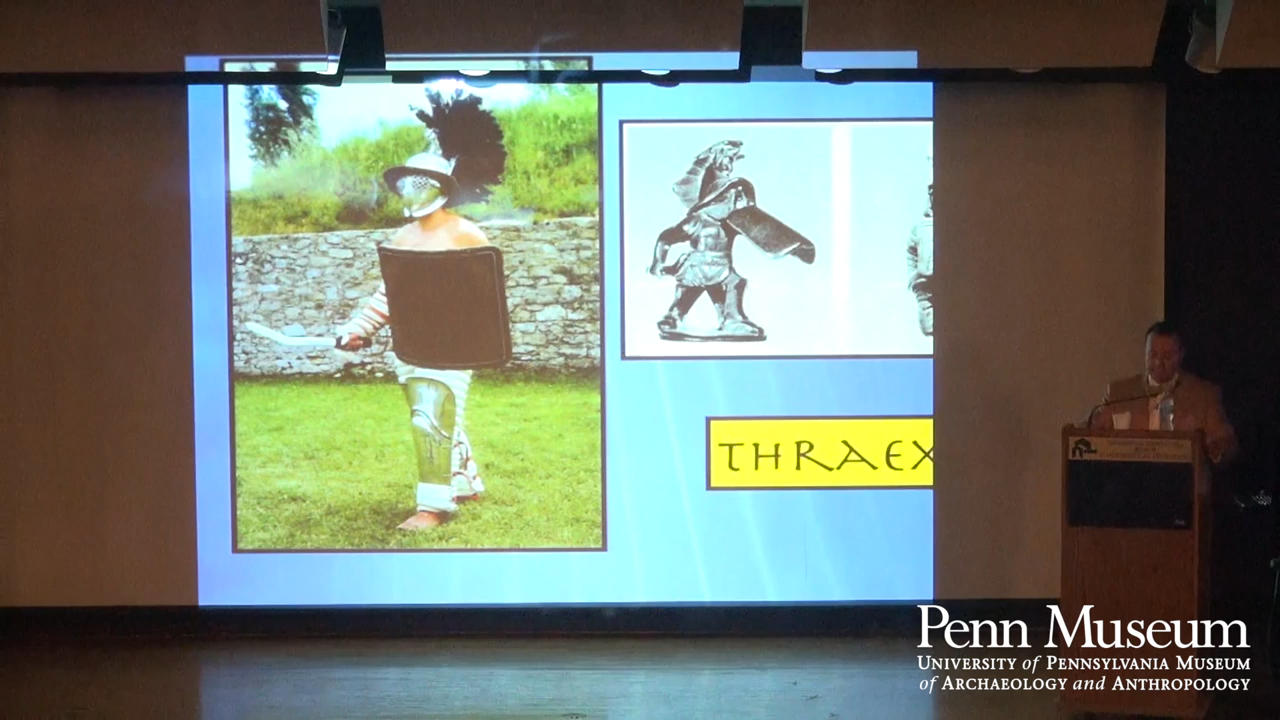 THRAEX
Penn Museum
UNIVERSITY of PENNSYLVANIA MUSEUM
of ARCHAEOLOGY and ANTHROPOLOGY